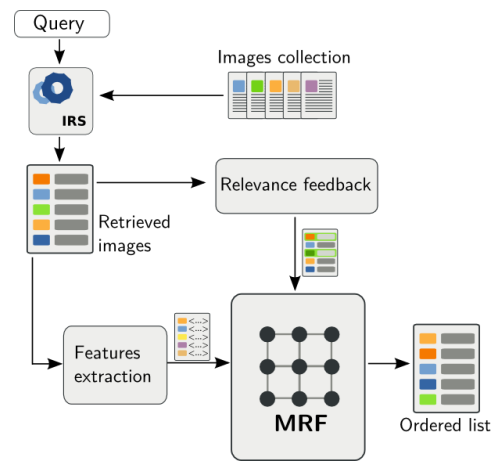 Query
Images collection
IRS
Relevance feedback
Retrieved
images
<...>
<...>
<...>
<...>
<...>
Features
extraction
MRF
Ordered list